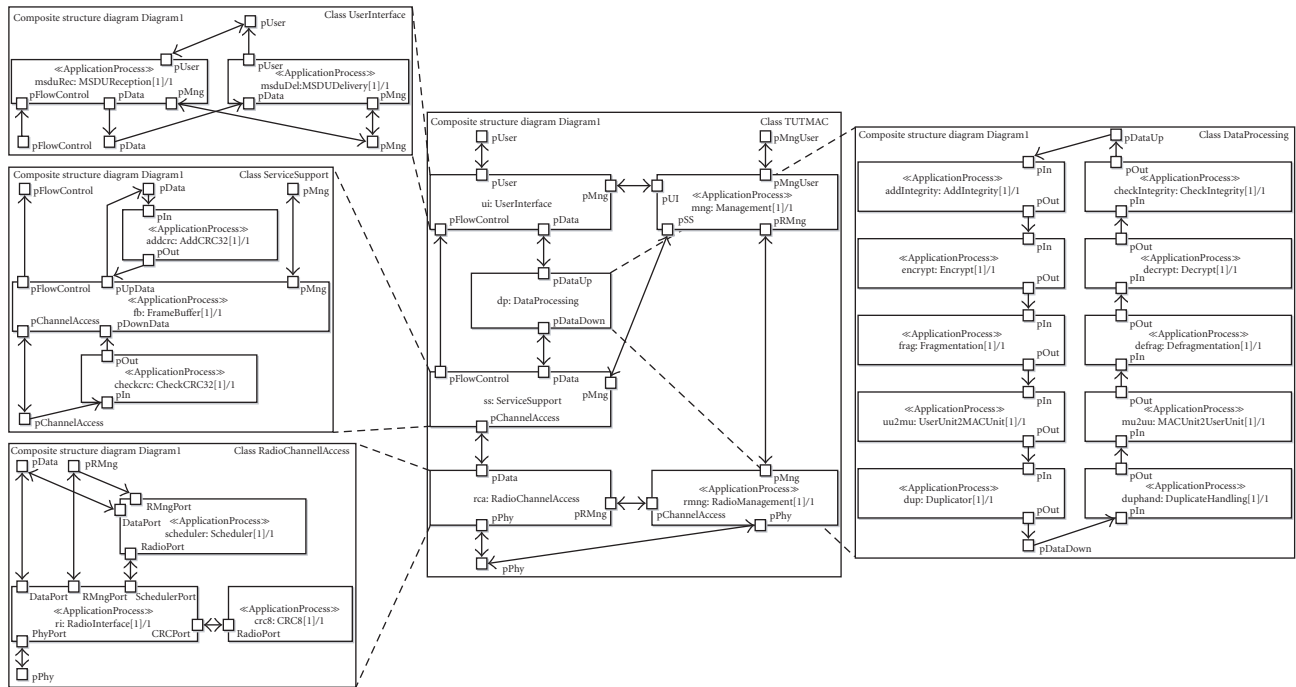 Composite structure diagram Diagram1
Class UserInterface
pUser
≪ApplicationProcess≫
pUser
msduRec: MSDUReception[1]/1
pFlowControl
pData
pMng
pUser
≪ApplicationProcess≫
msduDel:MSDUDelivery[1]/1
pData
pMng
pFlowControl
pData
pMng
Composite structure diagram Diagram1
Class ServiceSupport
pFlowControl
pData
pMng
pIn
≪ApplicationProcess≫
addcrc: AddCRC32[1]/1
pOut
pFlowControl
pUpData
pMng
≪ApplicationProcess≫
fb: FrameBuffer[1]/1
pChannelAccess
pDownData
pOut
≪ApplicationProcess≫
checkcrc: CheckCRC32[1]/1
pIn
pChannelAccess
Composite structure diagram Diagram1
Class RadioChannellAccess
pData
pRMng
RMngPort
DataPort
≪ApplicationProcess≫
scheduler: Scheduler[1]/1
RadioPort
DataPort
RMngPort
SchedulerPort
≪ApplicationProcess≫
ri: RadioInterface[1]/1
PhyPort
CRCPort
≪ApplicationProcess≫
crc8: CRC8[1]/1
RadioPort
pPhy
Composite structure diagram Diagram1
Class TUTMAC
pUser
pMngUser
pUser
pMng
ui: UserInterface
pFlowControl
pData
pMngUser
pUI
≪ApplicationProcess≫
mng: Management[1]/1
pSS
pRMng
pDataUp
dp: DataProcessing
pDataDown
pFlowControl
pData
pMng
ss: ServiceSupport
pChannelAccess
pData
rca: RadioChannelAccess
pRMng
pPhy
pMng
≪ApplicationProcess≫
rmng: RadioManagement[1]/1
pChannelAccess
pPhy
pPhy
Composite structure diagram Diagram1
Class DataProcessing
pDataUp
pIn
≪ApplicationProcess≫
addIntegrity: AddIntegrity[1]/1
pOut
pOut
≪ApplicationProcess≫
checkIntegrity: CheckIntegrity[1]/1
pIn
pIn
≪ApplicationProcess≫
encrypt: Encrypt[1]/1
pOut
pOut
≪ApplicationProcess≫
decrypt: Decrypt[1]/1
pIn
pIn
≪ApplicationProcess≫
frag: Fragmentation[1]/1
pOut
pOut
≪ApplicationProcess≫
defrag: Defragmentation[1]/1
pIn
pIn
≪ApplicationProcess≫
uu2mu: UserUnit2MACUnit[1]/1
pOut
pOut
≪ApplicationProcess≫
mu2uu: MACUnit2UserUnit[1]/1
pIn
pIn
≪ApplicationProcess≫
dup: Duplicator[1]/1
pOut
pOut
≪ApplicationProcess≫
duphand: DuplicateHandling[1]/1
pIn
pDataDown